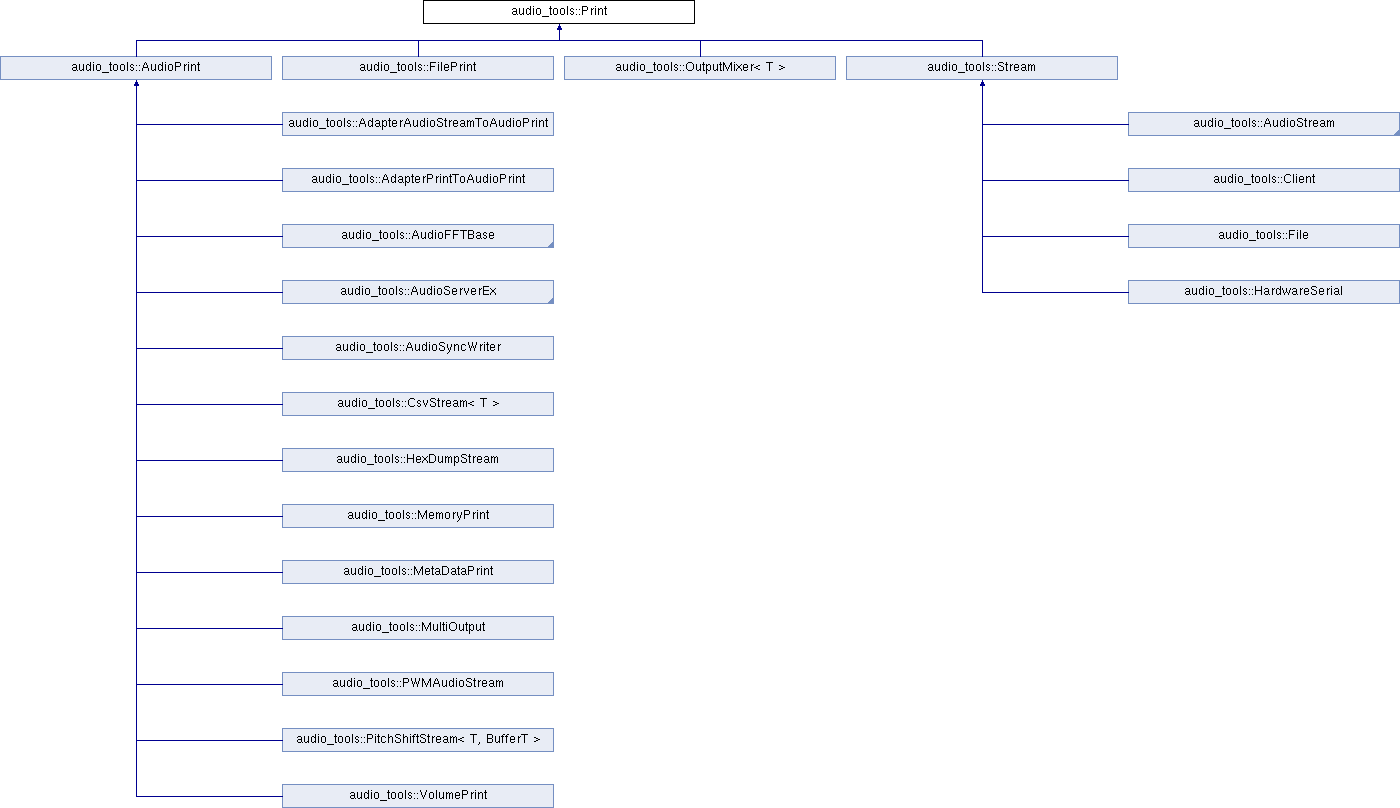 audio_tools::Print
audio_tools::AudioPrint
audio_tools::FilePrint
audio_tools::OutputMixer< T >
audio_tools::Stream
audio_tools::AdapterAudioStreamToAudioPrint
audio_tools::AudioStream
audio_tools::AdapterPrintToAudioPrint
audio_tools::Client
audio_tools::AudioFFTBase
audio_tools::File
audio_tools::AudioServerEx
audio_tools::HardwareSerial
audio_tools::AudioSyncWriter
audio_tools::CsvStream< T >
audio_tools::HexDumpStream
audio_tools::MemoryPrint
audio_tools::MetaDataPrint
audio_tools::MultiOutput
audio_tools::PWMAudioStream
audio_tools::PitchShiftStream< T, BufferT >
audio_tools::VolumePrint